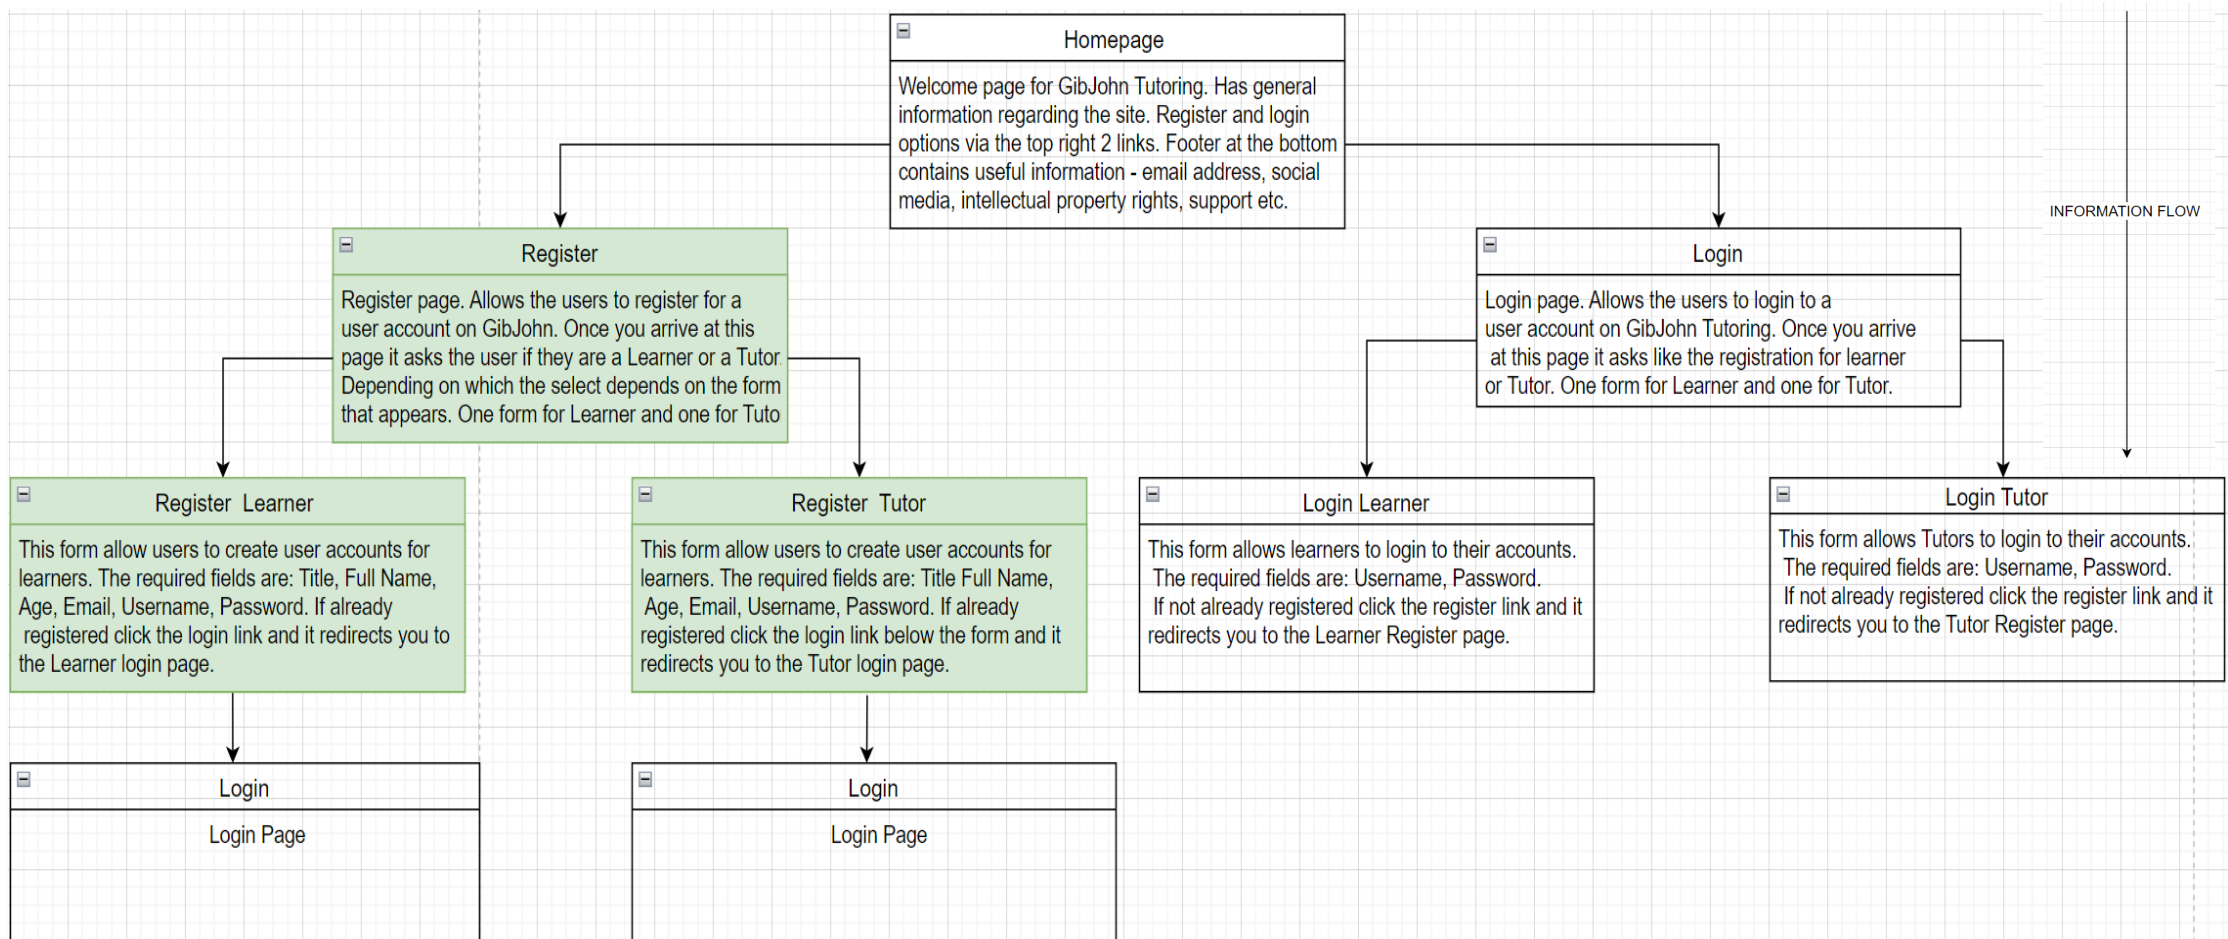 Homepage
Welcome page for GibJohn Tutoring. Has general
information regarding the site. Register and login
options via the top right 2 links. Footer at the bottom
contains useful information - email address, social
media, intellectual property rights, support etc.
INFORMATION FLOW
Register
Register page. Allows the users to register for a
user account on GibJohn. Once you arrive at this
page it asks the user if they are a Learner or a Tutor.
Depending on which the select depends on the form
that appears. One form for Learner and one for Tuto
Login
Login page. Allows the users to login to a
user account on GibJohn Tutoring. Once you arrive
at this page it asks like the registration for learner
or Tutor. One form for Learner and one for Tutor.
Register Learner
This form allow users to create user accounts for
learners. The required fields are: Title, Full Name,
Age, Email, Username, Password. If already
registered click the login link and it redirects you to
the Learner login page.
Register Tutor
This form allow users to create user accounts for
learners. The required fields are: Title Full Name,
Age, Email, Username, Password. If already
registered click the login link below the form and it
redirects you to the Tutor login page.
Login Learner
This form allows learners to login to their accounts.
The required fields are: Username, Password.
If not already registered click the register link and it
redirects you to the Learner Register page.
Login Tutor
This form allows Tutors to login to their accounts.
The required fields are: Username, Password.
If not already registered click the register link and it
redirects you to the Tutor Register page.
Login
Login Page
Login
Login Page